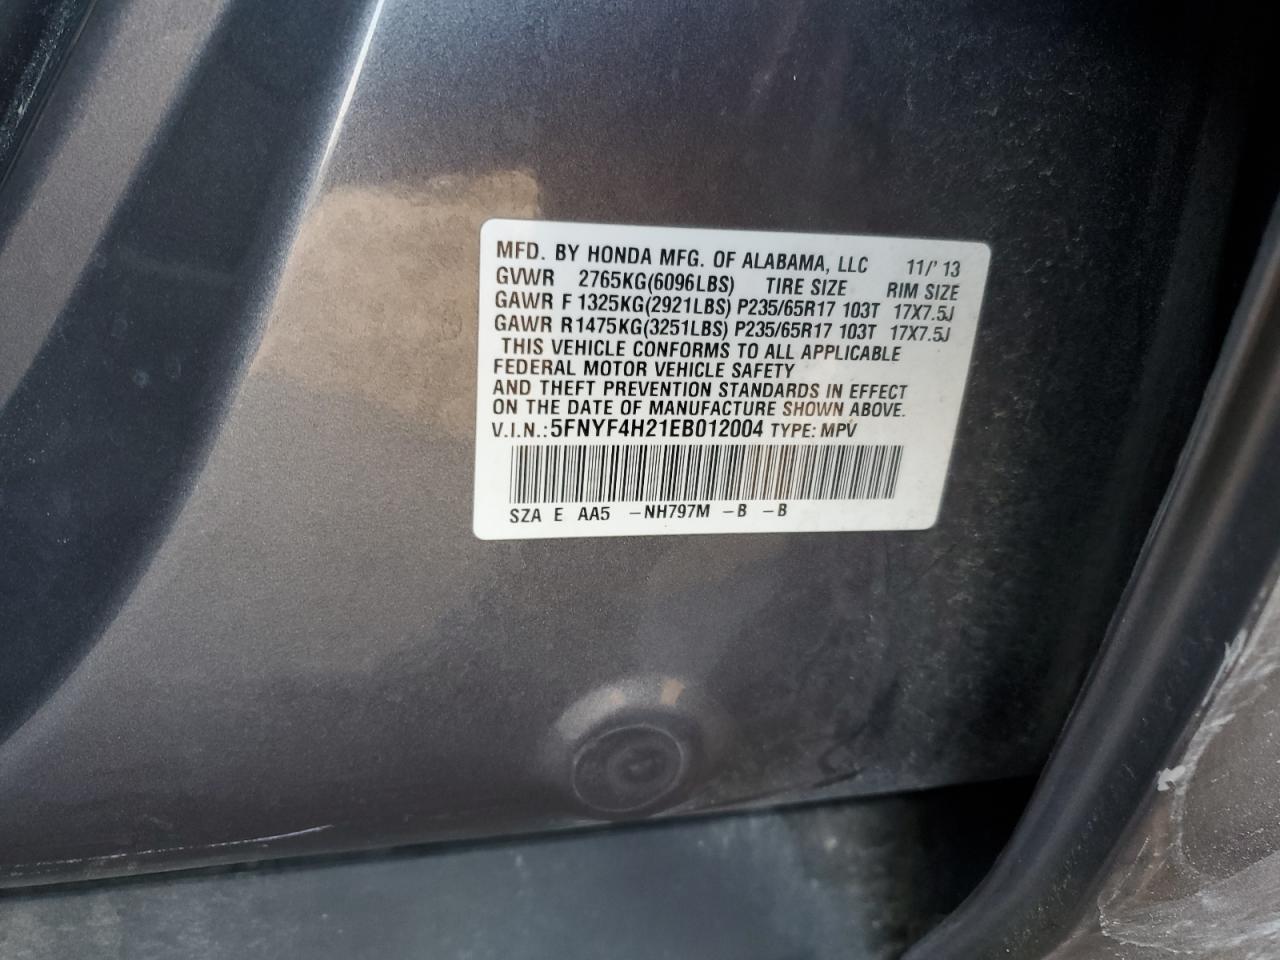 MFD. BY HONDA MFG. OF ALABAMA, LLC 11/'13
GVWR 2765KG(6096LBS) TIRE SIZE RIM SIZE
GAWR F 1325KG(2921LBS) P235/65R17 103T 17X7.5J
GAWR R1475KG(3251LBS) P235/65R17 103T 17X7.5J
THIS VEHICLE CONFORMS TO ALL APPLICABLE
FEDERAL MOTOR VEHICLE SAFETY
AND THEFT PREVENTION STANDARDS IN EFFECT
ON THE DATE OF MANUFACTURE SHOWN ABOVE.
V.I.N.:5FNYF4H21EB012004 TYPE: MPV
SZA E AA5 -NH797M -B -B